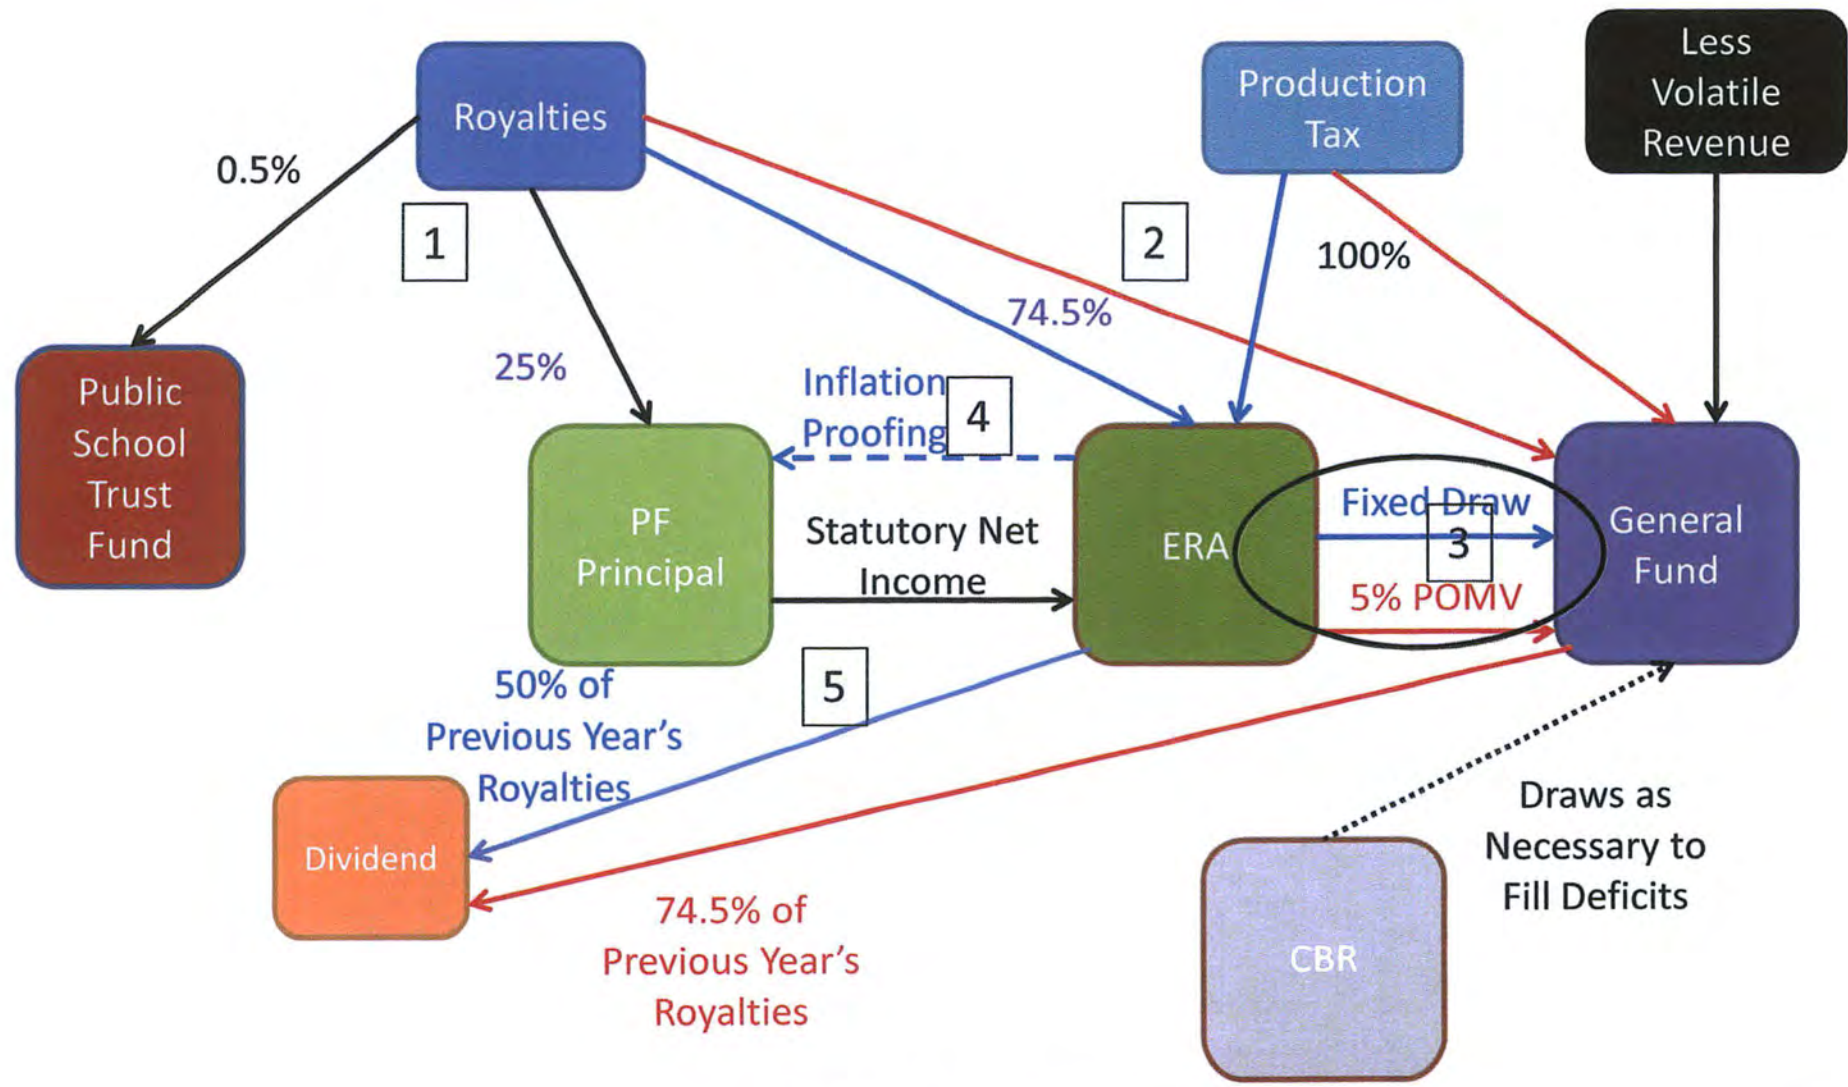 Royalties
Production
Tax
Less
Volatile
Revenue
0.5%
1
2
100%
74.5%
25%
Public
School
Trust
Fund
Inflation
Proofing
4
PF
Principal
Statutory Net
Income
ERA
Fixed Draw
3
5% POMV
General
Fund
5
50% of
Previous Year's
Royalties
Dividend
74.5% of
Previous Year's
Royalties
Draws as
Necessary to
Fill Deficits
CBR